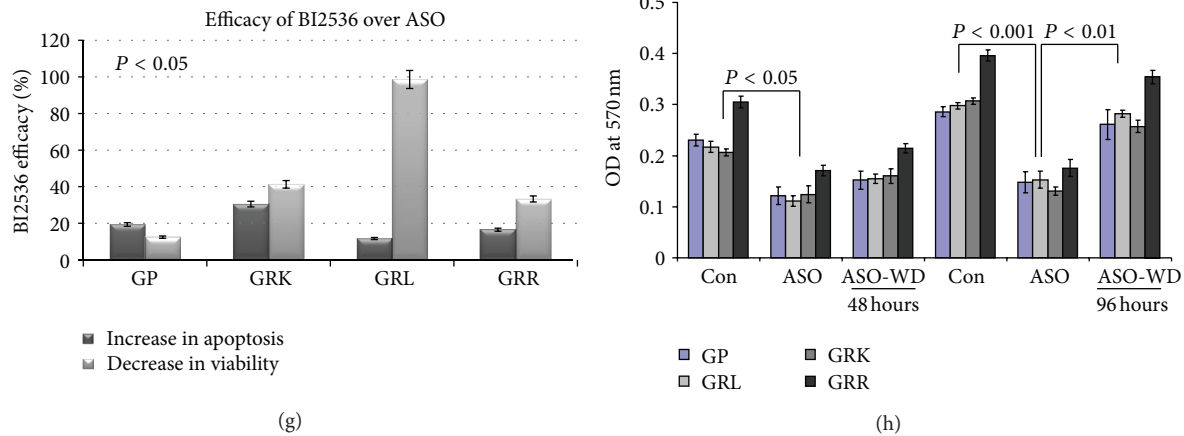 Efficacy of BI2536 over ASO
BI2536 efficacy (%)
120
100
80
60
40
20
0
P < 0.05
GP
GRK
GRL
GRR
Increase in apoptosis
Decrease in viability
(g)
OD at 570 nm
0.5
0.4
0.3
0.2
0.1
0
P < 0.05
P < 0.001
P < 0.01
Con
ASO
ASO-WD
Con
ASO
ASO-WD
48 hours
96 hours
GP
GRK
GRL
GRR
(h)